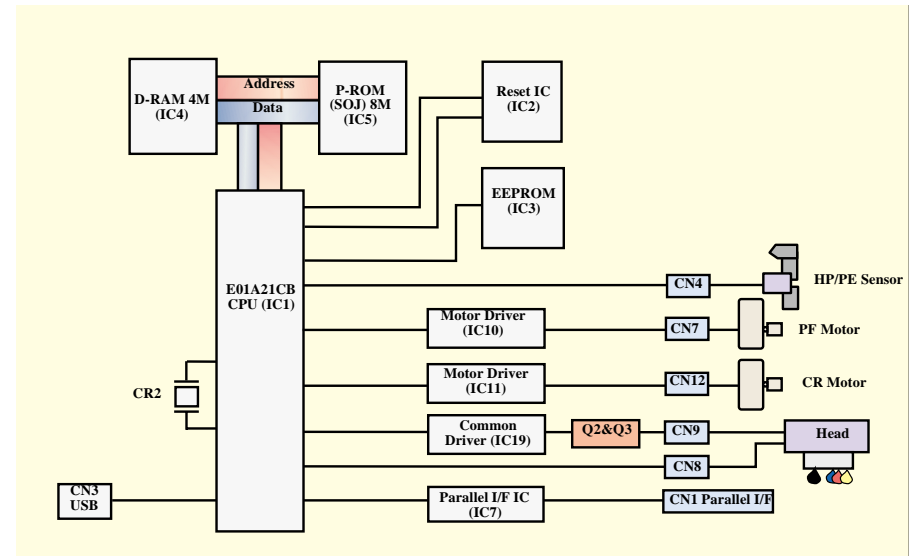 D-RAM 4M
(IC4)
Address
Data
P-ROM
(SOJ) 8M
(IC5)
Reset IC
(IC2)
EEPROM
(IC3)
E01A21CB
CPU (IC1)
CN4
HP/PE Sensor
Motor Driver
(IC10)
CN7
PF Motor
Motor Driver
(IC11)
CN12
CR Motor
CR2
Common
Driver (IC19)
Q2&Q3
CN9
Head
CN8
CN3
USB
Parallel I/F IC
(IC7)
CN1 Parallel I/F